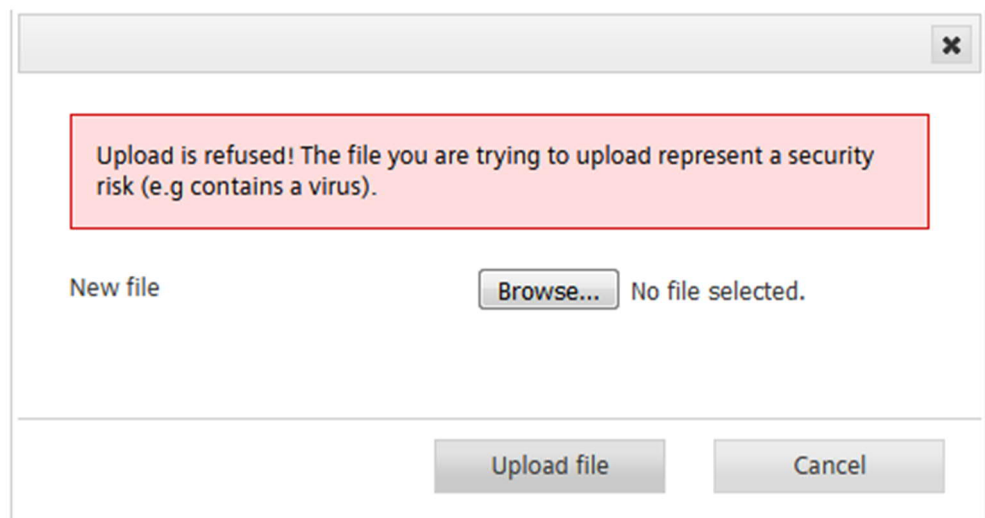 Upload is refused! The file you are trying to upload represent a security
risk (e.g contains a virus).
New file
Browse... No file selected.
Upload file
Cancel